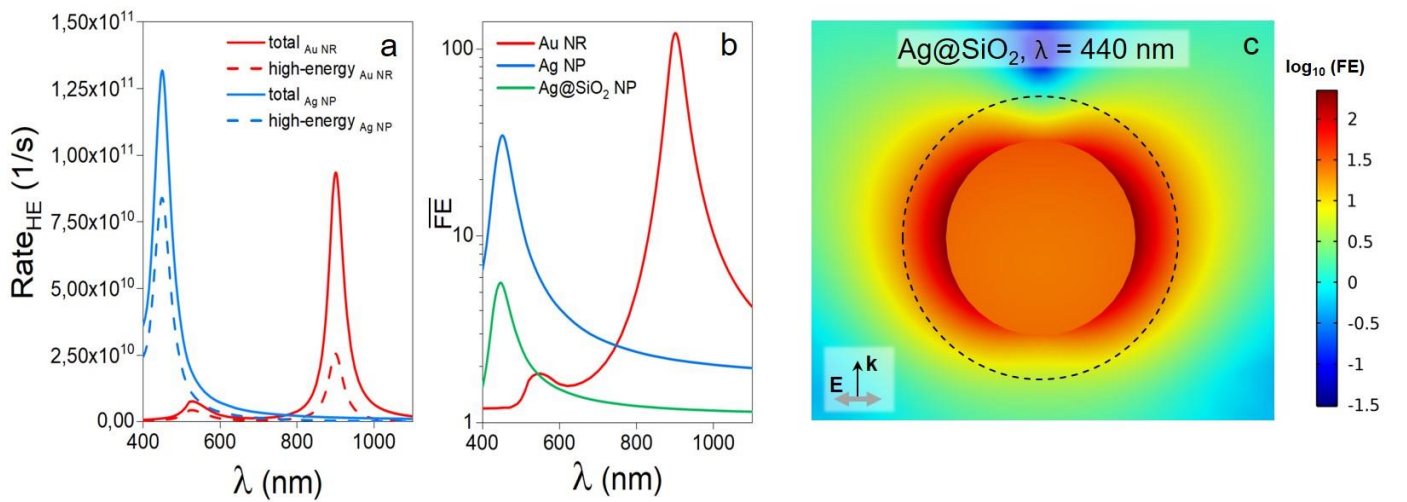 a
1,50x10¹¹
1,25x10¹¹
1,00x10¹¹
7,50x10¹⁰
5,00x10¹⁰
2,50x10¹⁰
0,00
Rate_HE (1/s)
total Au NR
high-energy Au NR
total Ag NP
high-energy Ag NP
400 600 800 1000
λ (nm)
b
100
10
1
FE
Au NR
Ag NP
Ag@SiO₂ NP
400 600 800 1000
λ (nm)
c
Ag@SiO₂, λ = 440 nm
E
k
log₁₀ (FE)
2
1.5
1
0.5
0
-0.5
-1
-1.5